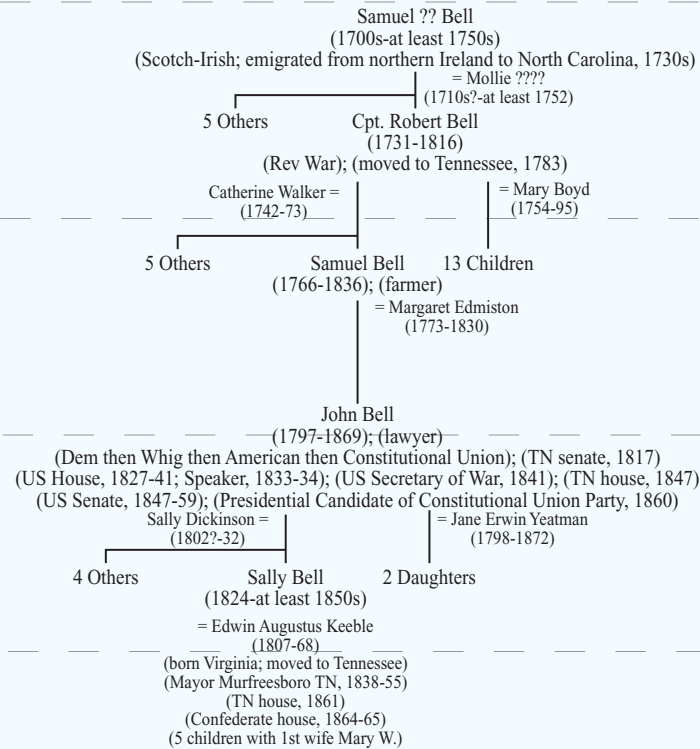 Samuel ?? Bell
(1700s-at least 1750s)
(Scotch-Irish; emigrated from northern Ireland to North Carolina, 1730s)
= Mollie ????
(1710s?-at least 1752)
5 Others
Cpt. Robert Bell
(1731-1816)
(Rev War); (moved to Tennessee, 1783)
Catherine Walker =
(1742-73)
= Mary Boyd
(1754-95)
5 Others
Samuel Bell
13 Children
(1766-1836); (farmer)
= Margaret Edmiston
(1773-1830)
John Bell
(1797-1869); (lawyer)
(Dem then Whig then American then Constitutional Union); (TN senate, 1817)
(US House, 1827-41; Speaker, 1833-34); (US Secretary of War, 1841); (TN house, 1847)
(US Senate, 1847-59); (Presidential Candidate of Constitutional Union Party, 1860)
Sally Dickinson =
(1802?-32)
= Jane Erwin Yeatman
(1798-1872)
4 Others
Sally Bell
2 Daughters
(1824-at least 1850s)
= Edwin Augustus Keeble
(1807-68)
(born Virginia; moved to Tennessee)
(Mayor Murfreesboro TN, 1838-55)
(TN house, 1861)
(Confederate house, 1864-65)
(5 children with 1st wife Mary W.)